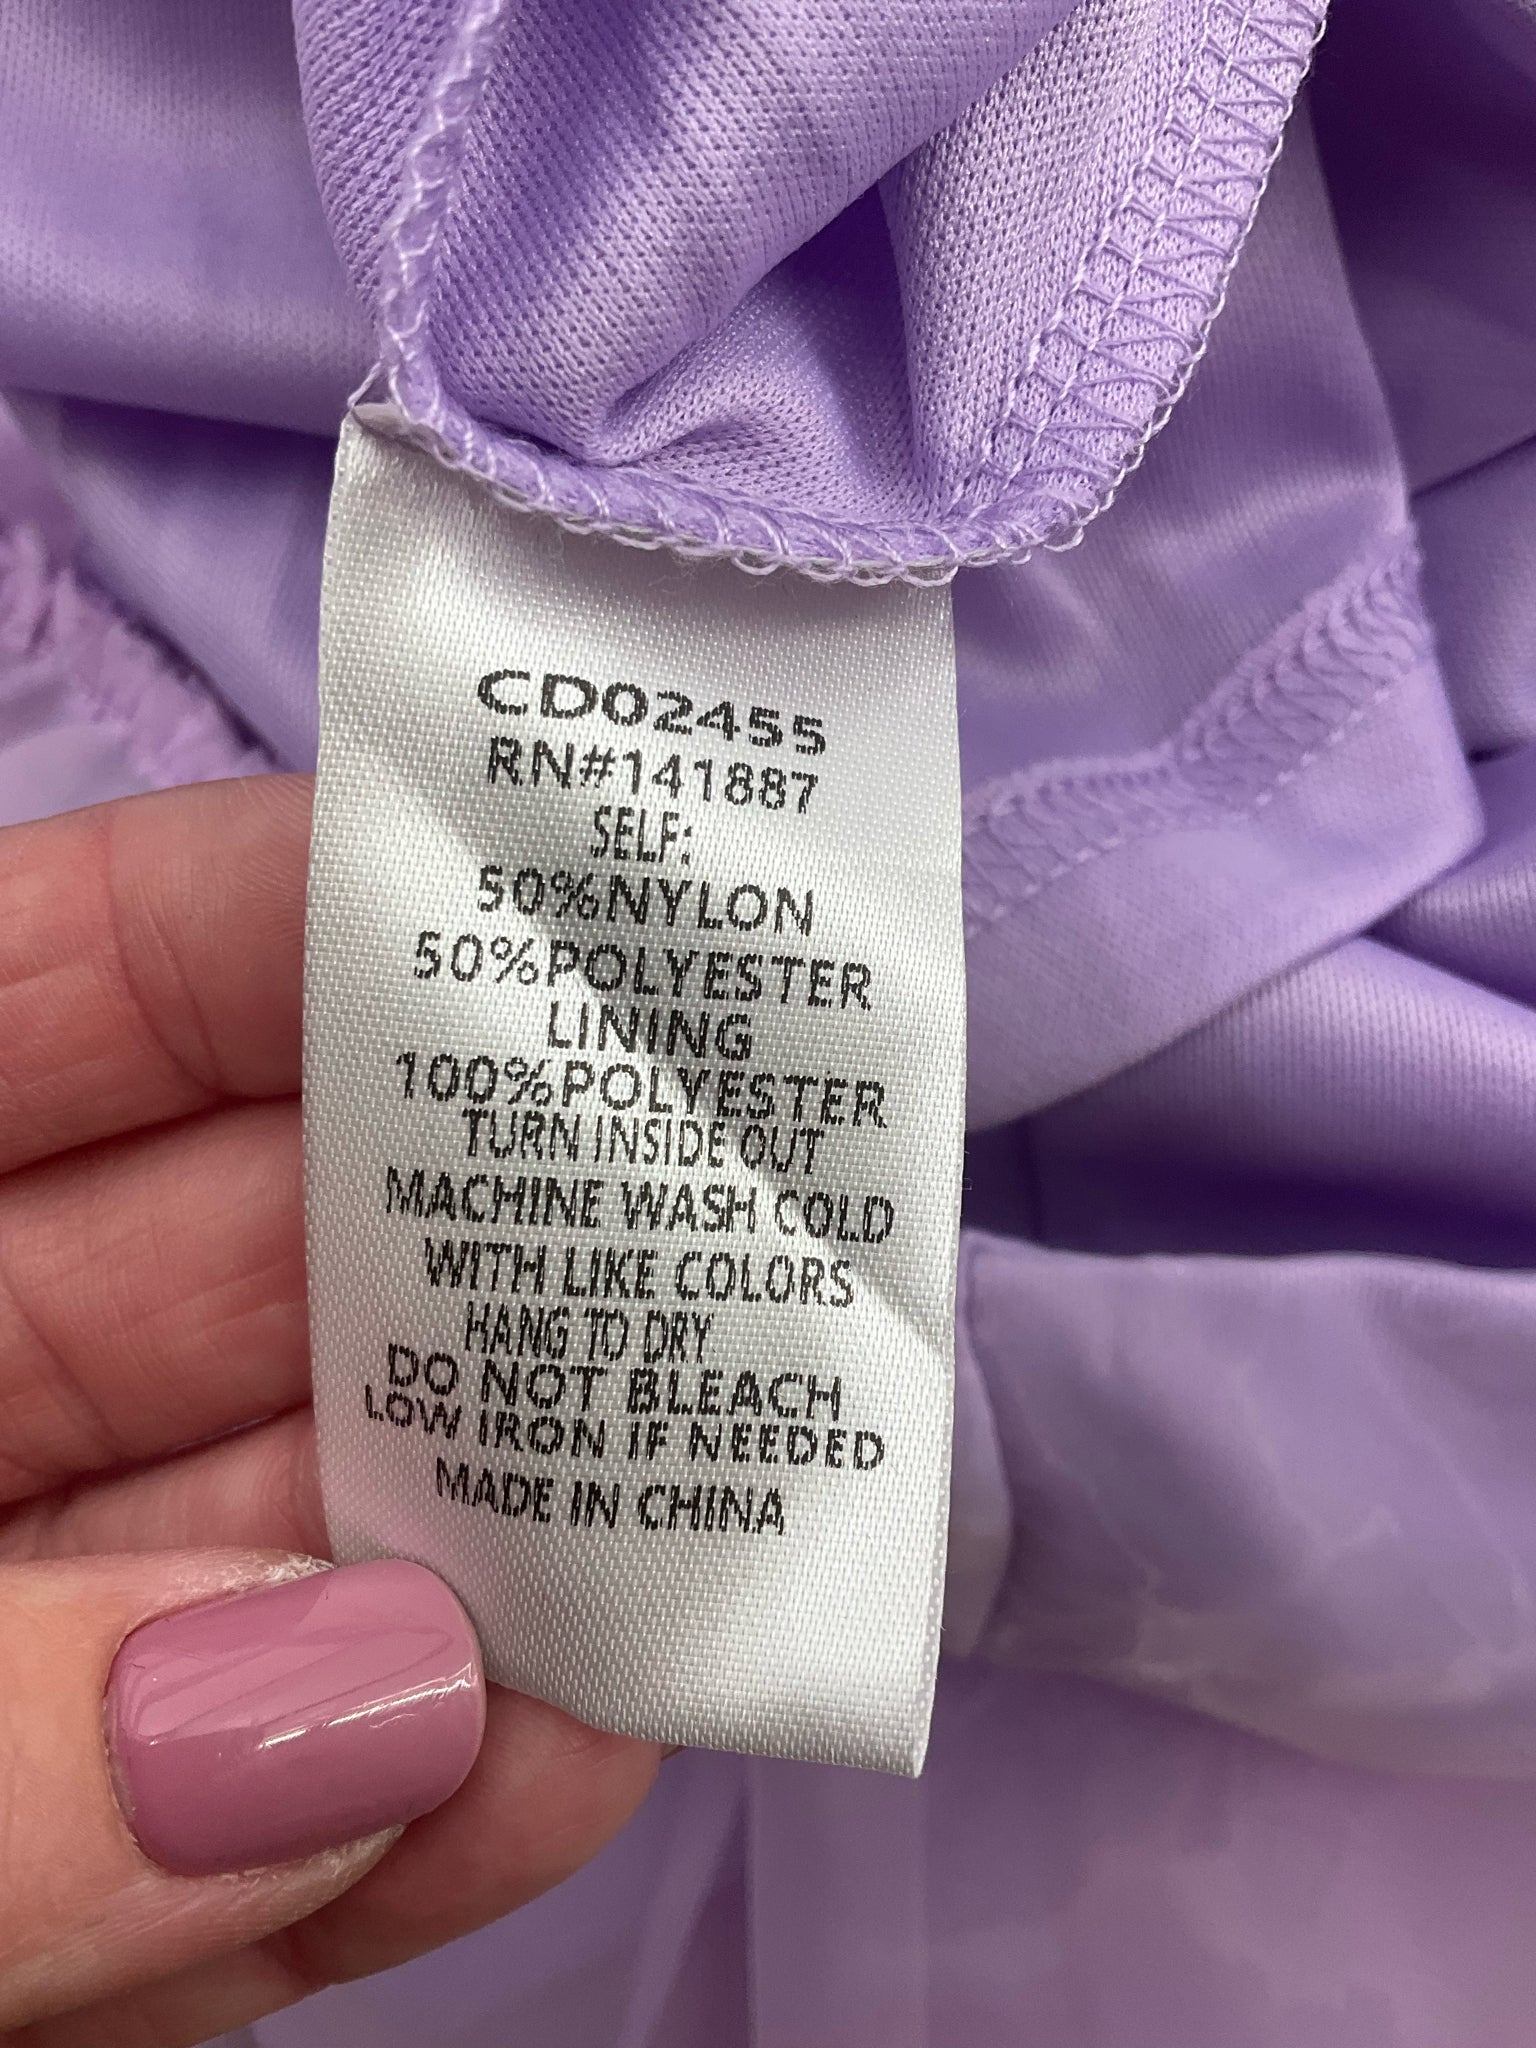 CD02455
RN#141887
SELF:
50%NYLON
50%POLYESTER
LINING
100%POLYESTER
TURN INSIDE OUT
MACHINE WASH COLD
WITH LIKE COLORS
HANG TO DRY
DO NOT BLEACH
LOW IRON IF NEEDED
MADE IN CHINA